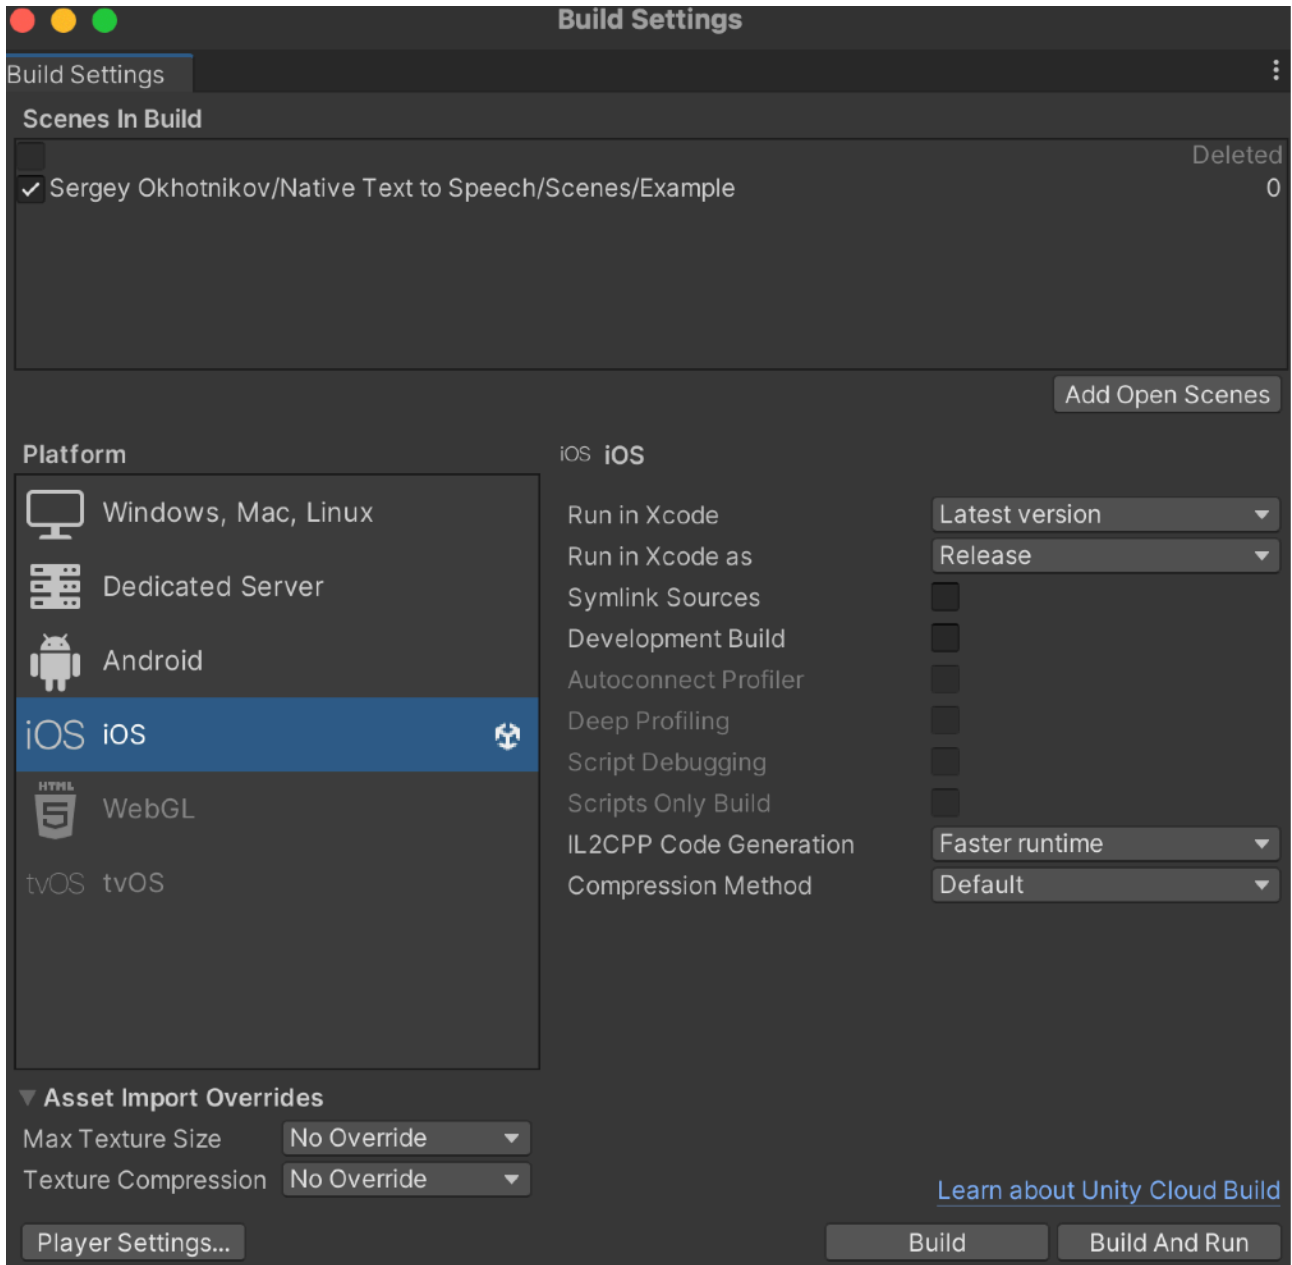 Build Settings
Build Settings
Scenes In Build
Deleted
Sergey Okhotnikov/Native Text to Speech/Scenes/Example 0
Add Open Scenes
Platform
Windows, Mac, Linux
Dedicated Server
Android
iOS iOS
HTML 5 WebGL
tvOS tvOS
iOS iOS
Run in Xcode Latest version
Run in Xcode as Release
Symlink Sources
Development Build
Autoconnect Profiler
Deep Profiling
Script Debugging
Scripts Only Build
IL2CPP Code Generation Faster runtime
Compression Method Default
Asset Import Overrides
Max Texture Size No Override
Texture Compression No Override
Learn about Unity Cloud Build
Player Settings... Build Build And Run